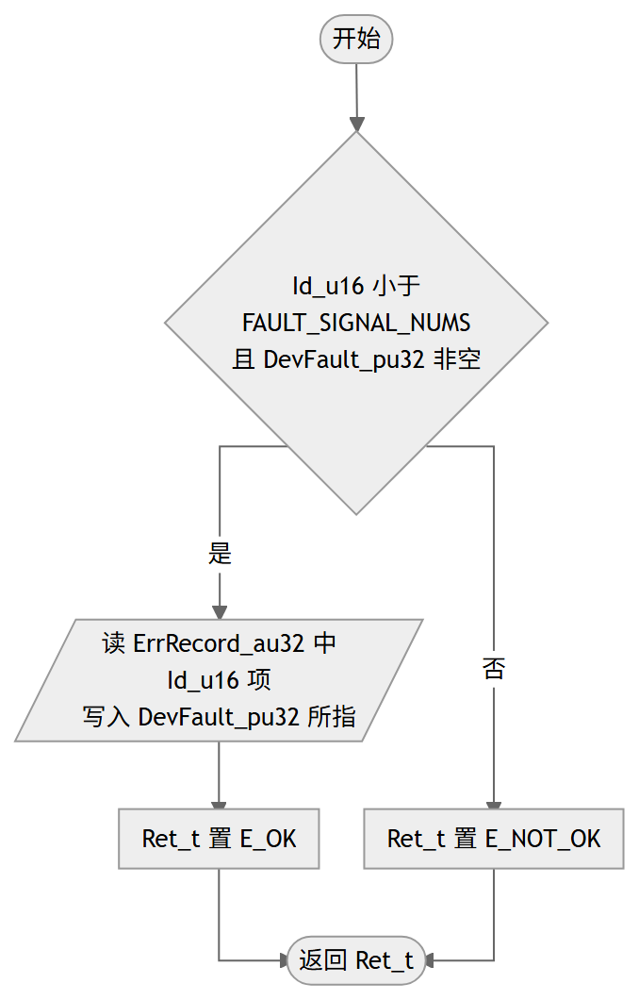 开始
Id_u16 小于
FAULT_SIGNAL_NUMS
且 DevFault_pu32 非空
是
读 ErrRecord_au32 中
Id_u16 项
写入 DevFault_pu32 所指
否
Ret_t 置 E_OK
Ret_t 置 E_NOT_OK
返回 Ret_t